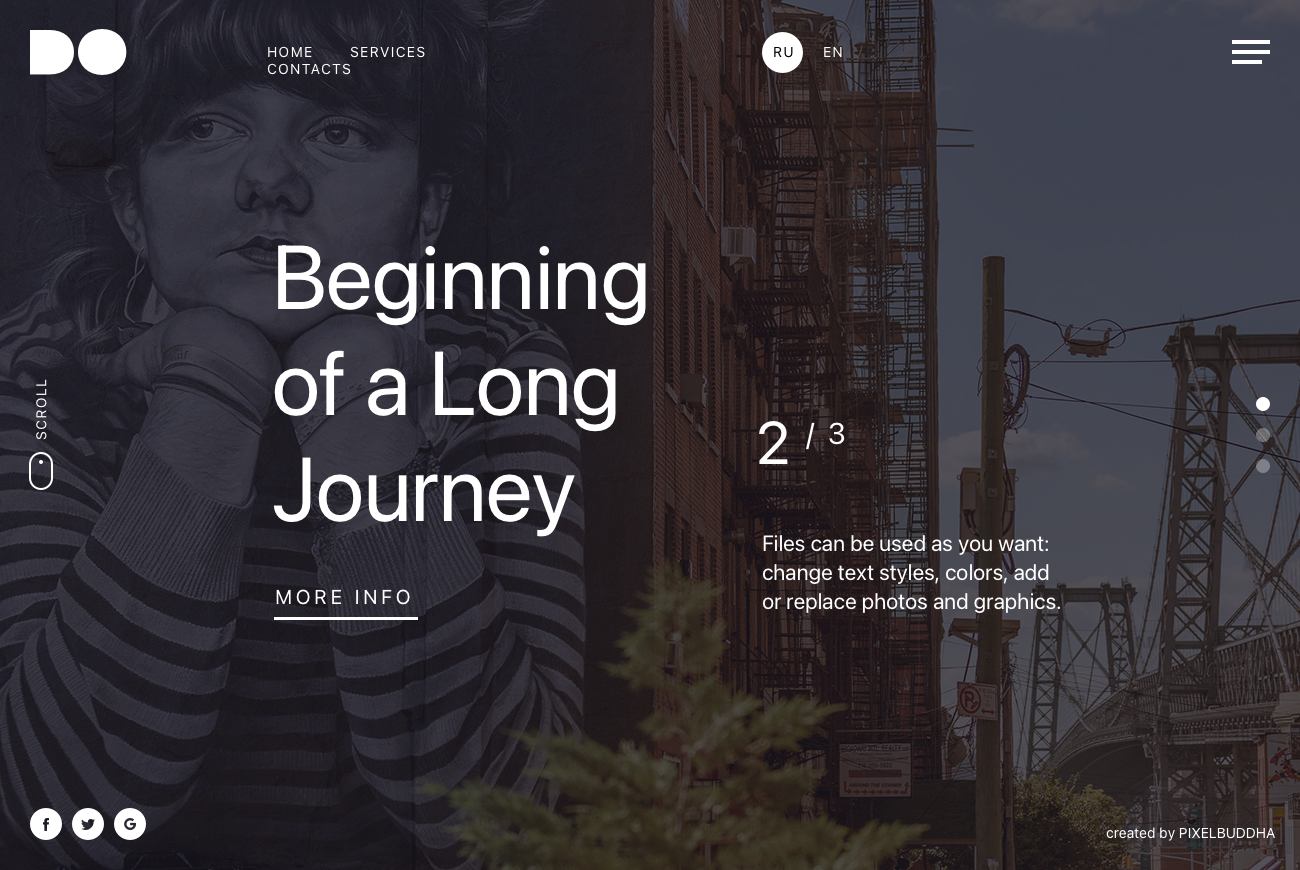 DO
HOME SERVICES
CONTACTS
RU EN
Beginning
of a Long
Journey
SCROLL
2 / 3
Files can be used as you want:
change text styles, colors, add
or replace photos and graphics.
MORE INFO
created by PIXELBUDDHA